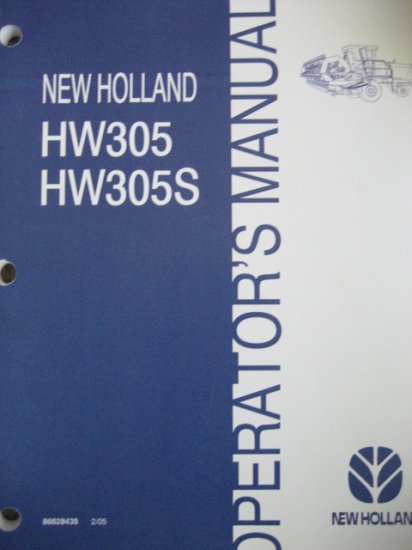 NEW HOLLAND
HW305
HW305S
OPERATOR'S MANUAL
NEW HOLLAND
86628435 2/05